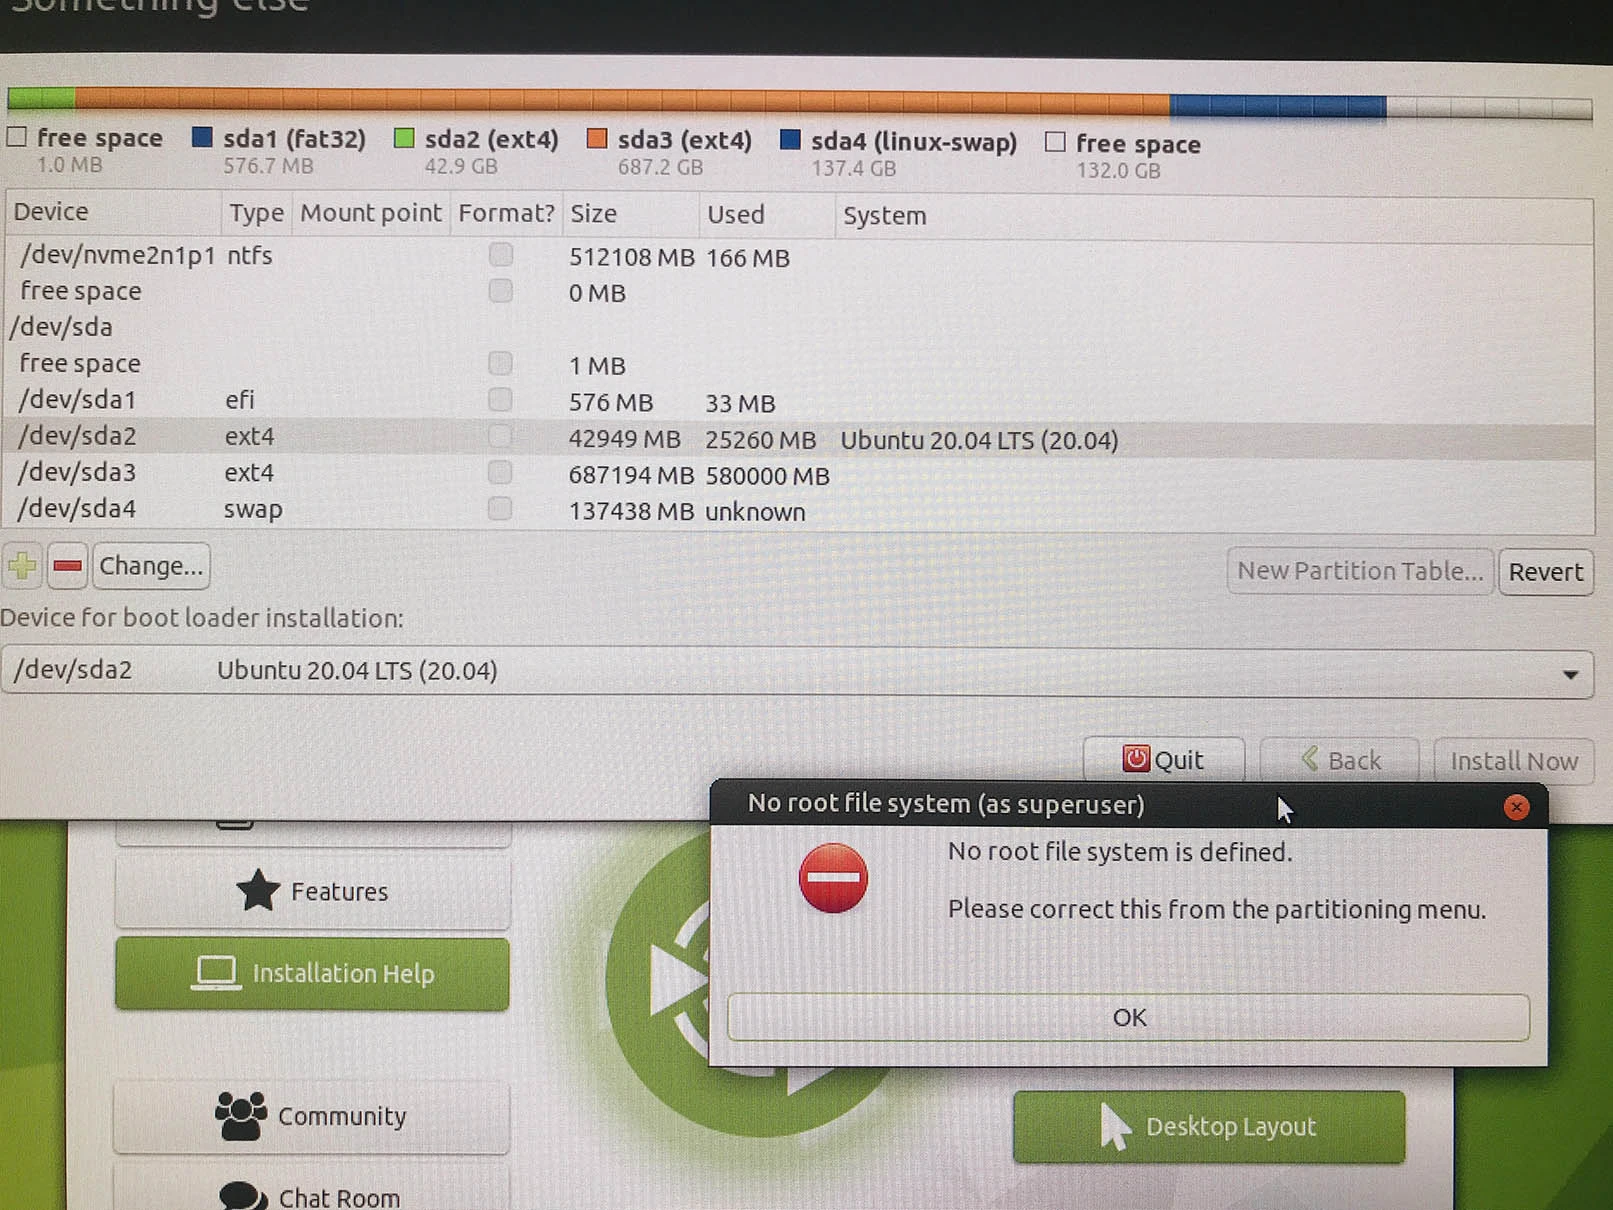 Something else
free space sda1 (fat32) sda2 (ext4) sda3 (ext4) sda4 (linux-swap) free space
1.0 MB 576.7 MB 42.9 GB 687.2 GB 137.4 GB 132.0 GB
Device Type Mount point Format? Size Used System
/dev/nvme2n1p1 ntfs 512108 MB 166 MB
free space 0 MB
/dev/sda
free space 1 MB
/dev/sda1 efi 576 MB 33 MB
/dev/sda2 ext4 42949 MB 25260 MB Ubuntu 20.04 LTS (20.04)
/dev/sda3 ext4 687194 MB 580000 MB
/dev/sda4 swap 137438 MB unknown
Change... New Partition Table... Revert
Device for boot loader installation:
/dev/sda2 Ubuntu 20.04 LTS (20.04)
Quit Back Install Now
No root file system (as superuser)
No root file system is defined.
Please correct this from the partitioning menu.
OK
Features
Installation Help
Community
Desktop Layout
Chat Room